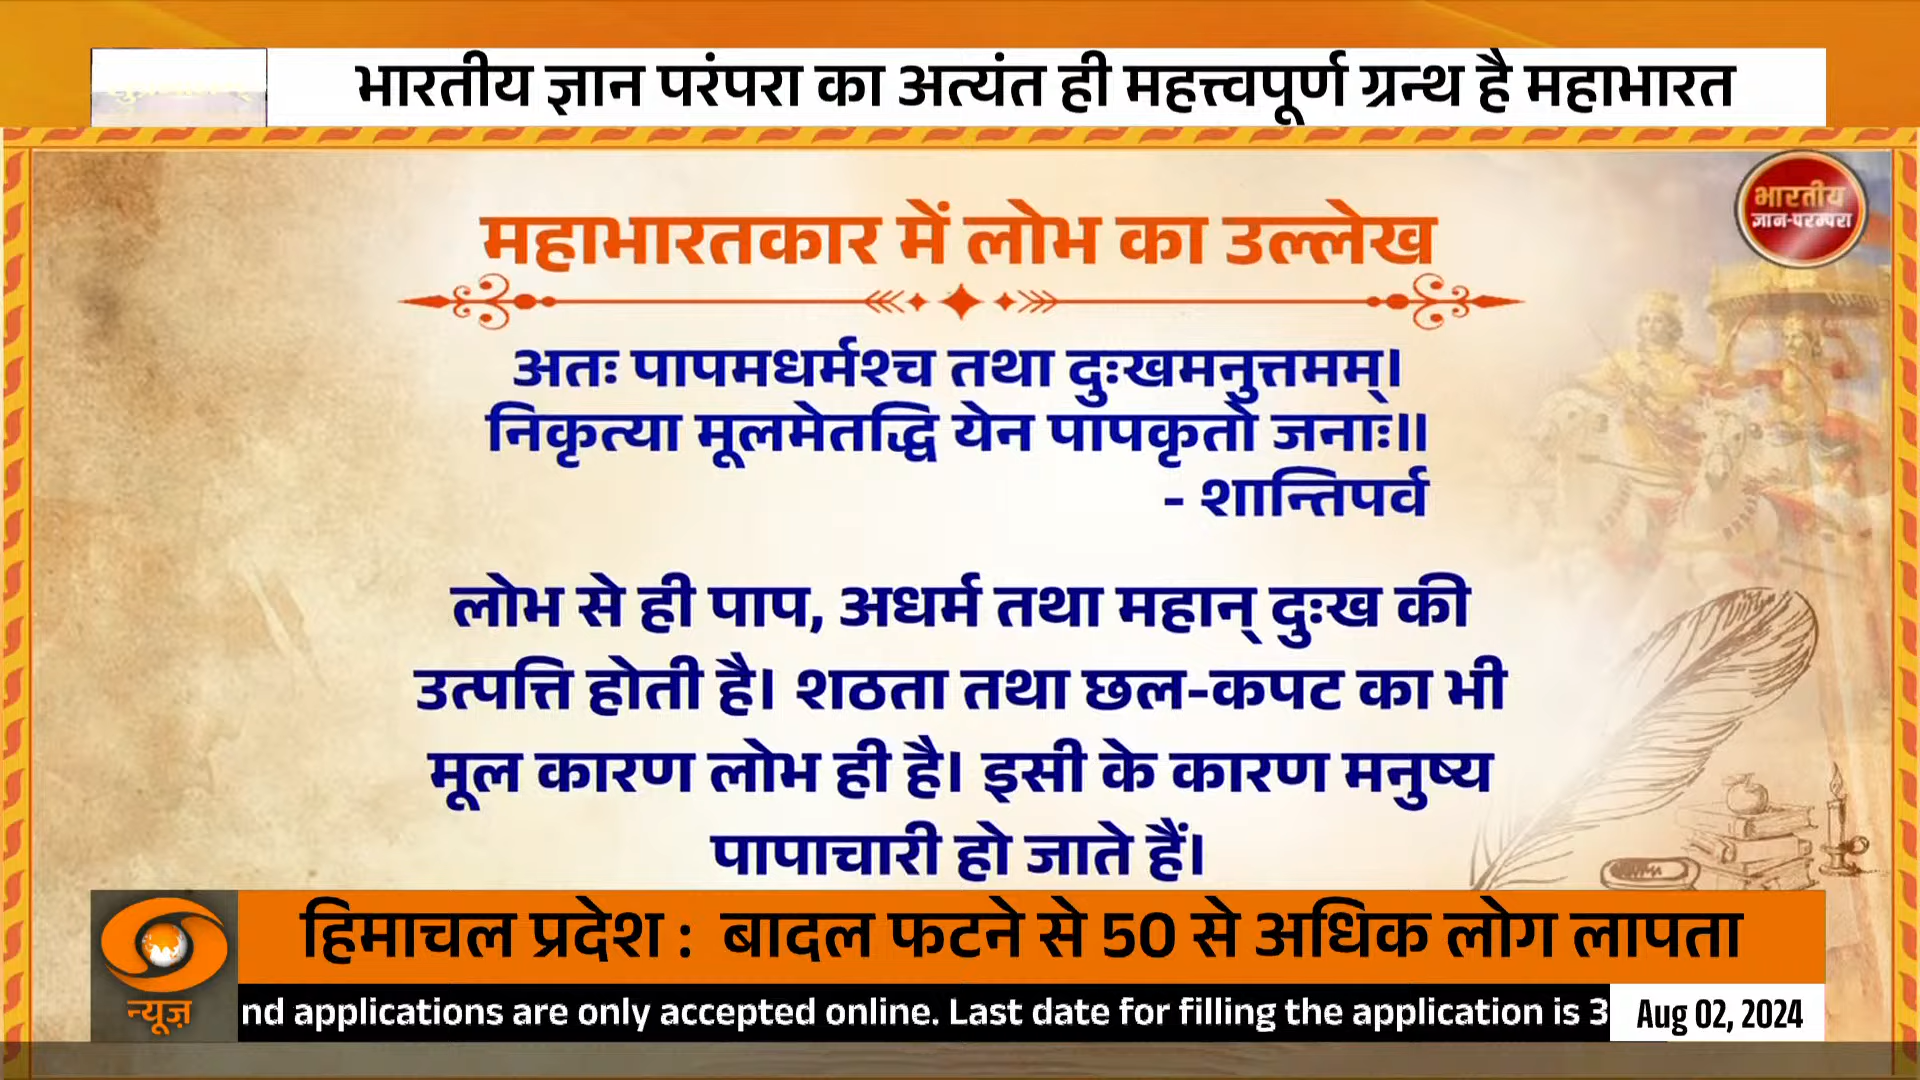 भारतीय ज्ञान परंपरा का अत्यंत ही महत्त्वपूर्ण ग्रन्थ है महाभारत
भारतीय
ज्ञान-परम्परा
महाभारतकार में लोभ का उल्लेख
अतः पापमधर्मश्च तथा दुःखमनुत्तमम्।
निकृत्या मूलमेतद्धि येन पापकृतो जनाः॥
- शान्तिपर्व
लोभ से ही पाप, अधर्म तथा महान् दुःख की
उत्पत्ति होती है। शठता तथा छल-कपट का भी
मूल कारण लोभ ही है। इसी के कारण मनुष्य
पापाचारी हो जाते हैं।
हिमाचल प्रदेश : बादल फटने से 50 से अधिक लोग लापता
न्यूज़
nd applications are only accepted online. Last date for filling the application is 3
Aug 02, 2024